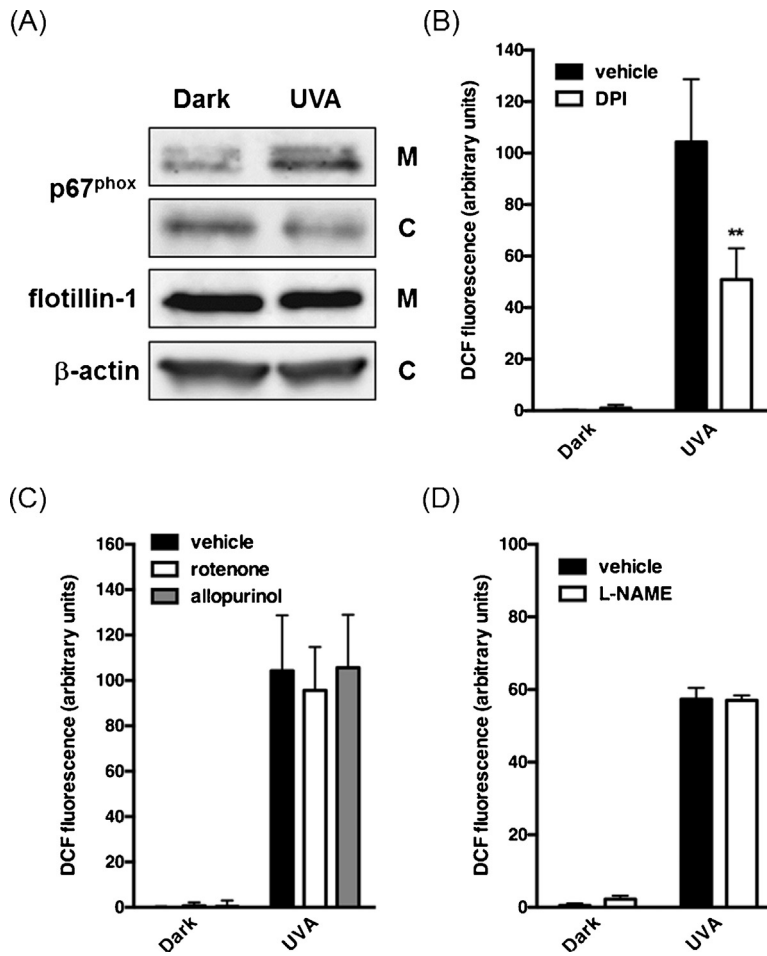 (A)
Dark UVA
p67phox
M
C
flotillin-1 M
β-actin C
(B)
DCF fluorescence (arbitrary units)
140
120
100
80
60
40
20
0
vehicle
DPI
**
Dark
UVA
(C)
DCF fluorescence (arbitrary units)
160
140
120
100
80
60
40
20
0
vehicle
rotenone
allopurinol
Dark
UVA
(D)
DCF fluorescence (arbitrary units)
100
80
60
40
20
0
vehicle
L-NAME
Dark
UVA